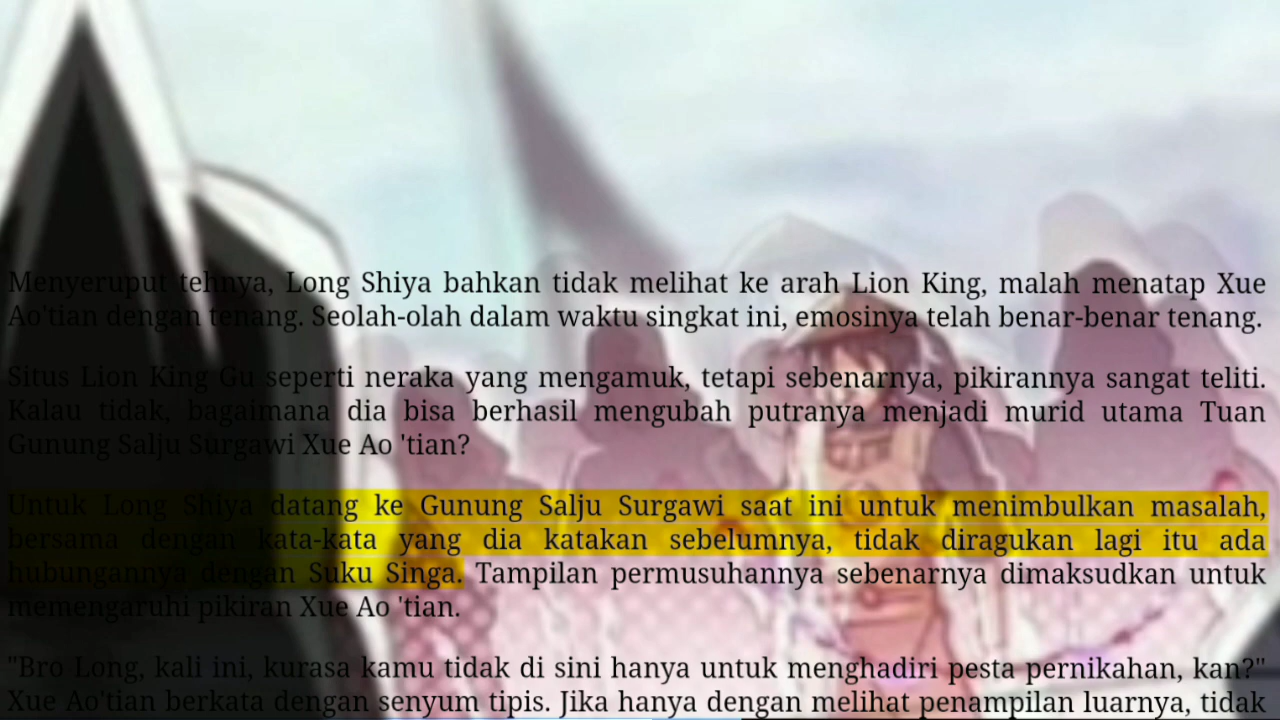 Menyeruput tehnya, Long Shiya bahkan tidak melihat ke arah Lion King, malah menatap Xue
Ao'tian dengan tenang. Seolah-olah dalam waktu singkat ini, emosinya telah benar-benar tenang.
Situs Lion King Gu seperti neraka yang mengamuk, tetapi sebenarnya, pikirannya sangat teliti.
Kalau tidak, bagaimana dia bisa berhasil mengubah putranya menjadi murid utama Tuan
Gunung Salju Surgawi Xue Ao 'tian?
Untuk Long Shiya datang ke Gunung Salju Surgawi saat ini untuk menimbulkan masalah,
bersama dengan kata-kata yang dia katakan sebelumnya, tidak diragukan lagi itu ada
hubungannya dengan Suku Singa. Tampilan permusuhannya sebenarnya dimaksudkan untuk
memengaruhi pikiran Xue Ao 'tian.
"Bro Long, kali ini, kurasa kamu tidak di sini hanya untuk menghadiri pesta pernikahan, kan?"
Xue Ao'tian berkata dengan senyum tipis. Jika hanya dengan melihat penampilan luarnya, tidak